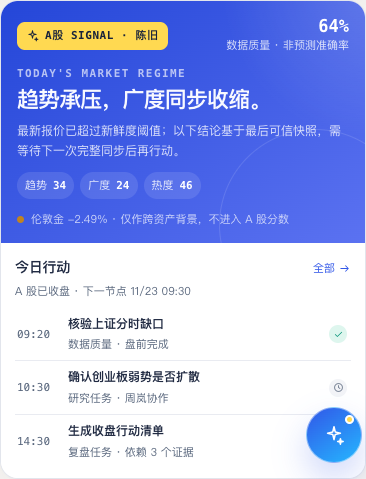 A股 SIGNAL · 陈旧
64%
数据质量 · 非预测准确率
TODAY'S MARKET REGIME
趋势承压，广度同步收缩。
最新报价已超过新鲜度阈值；以下结论基于最后可信快照，需
等待下一次完整同步后再行动。
趋势 34
广度 24
热度 46
伦敦金 −2.49% · 仅作跨资产背景，不进入 A 股分数
今日行动
全部 →
A 股已收盘 · 下一节点 11/23 09:30
09:20
核验上证分时缺口
数据质量 · 盘前完成
10:30
确认创业板弱势是否扩散
研究任务 · 周岚协作
14:30
生成收盘行动清单
复盘任务 · 依赖 3 个证据